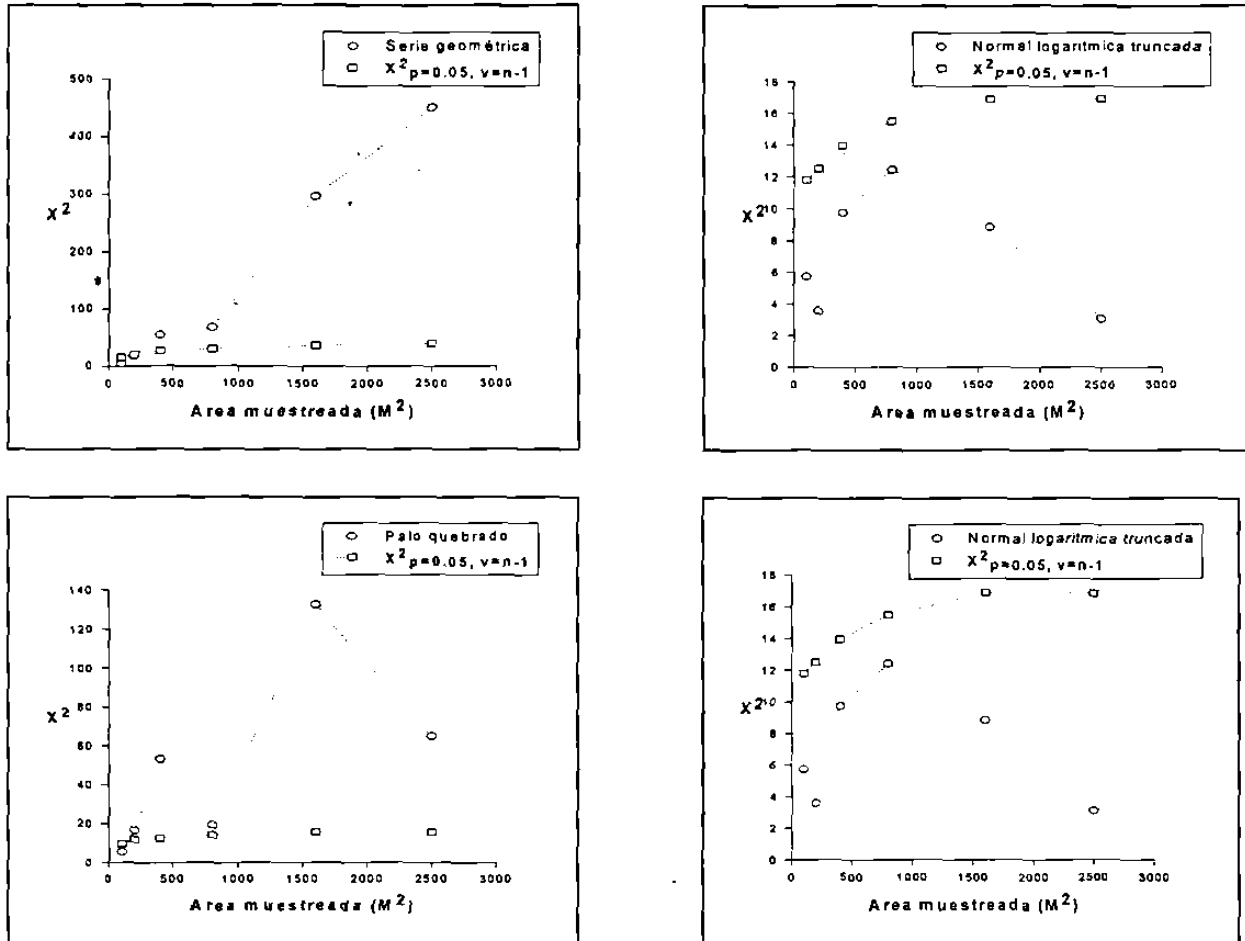 Serie geométrica
X² p=0.05, v=n-1
500
400
300
200
100
0
X²
0 500 1000 1500 2000 2500 3000
Area muestreada (M²)
Normal logaritmica truncada
X² p=0.05, v=n-1
18
16
14
12
10
8
6
4
2
0
X²
0 500 1000 1500 2000 2500 3000
Area muestreada (M²)
Palo quebrado
X² p=0.05, v=n-1
140
120
100
80
60
40
20
0
X²
0 500 1000 1500 2000 2500 3000
Area muestreada (M²)
Normal logaritmica truncada
X² p=0.05, v=n-1
18
16
14
12
10
8
6
4
2
0
X²
0 500 1000 1500 2000 2500 3000
Area muestreada (M²)